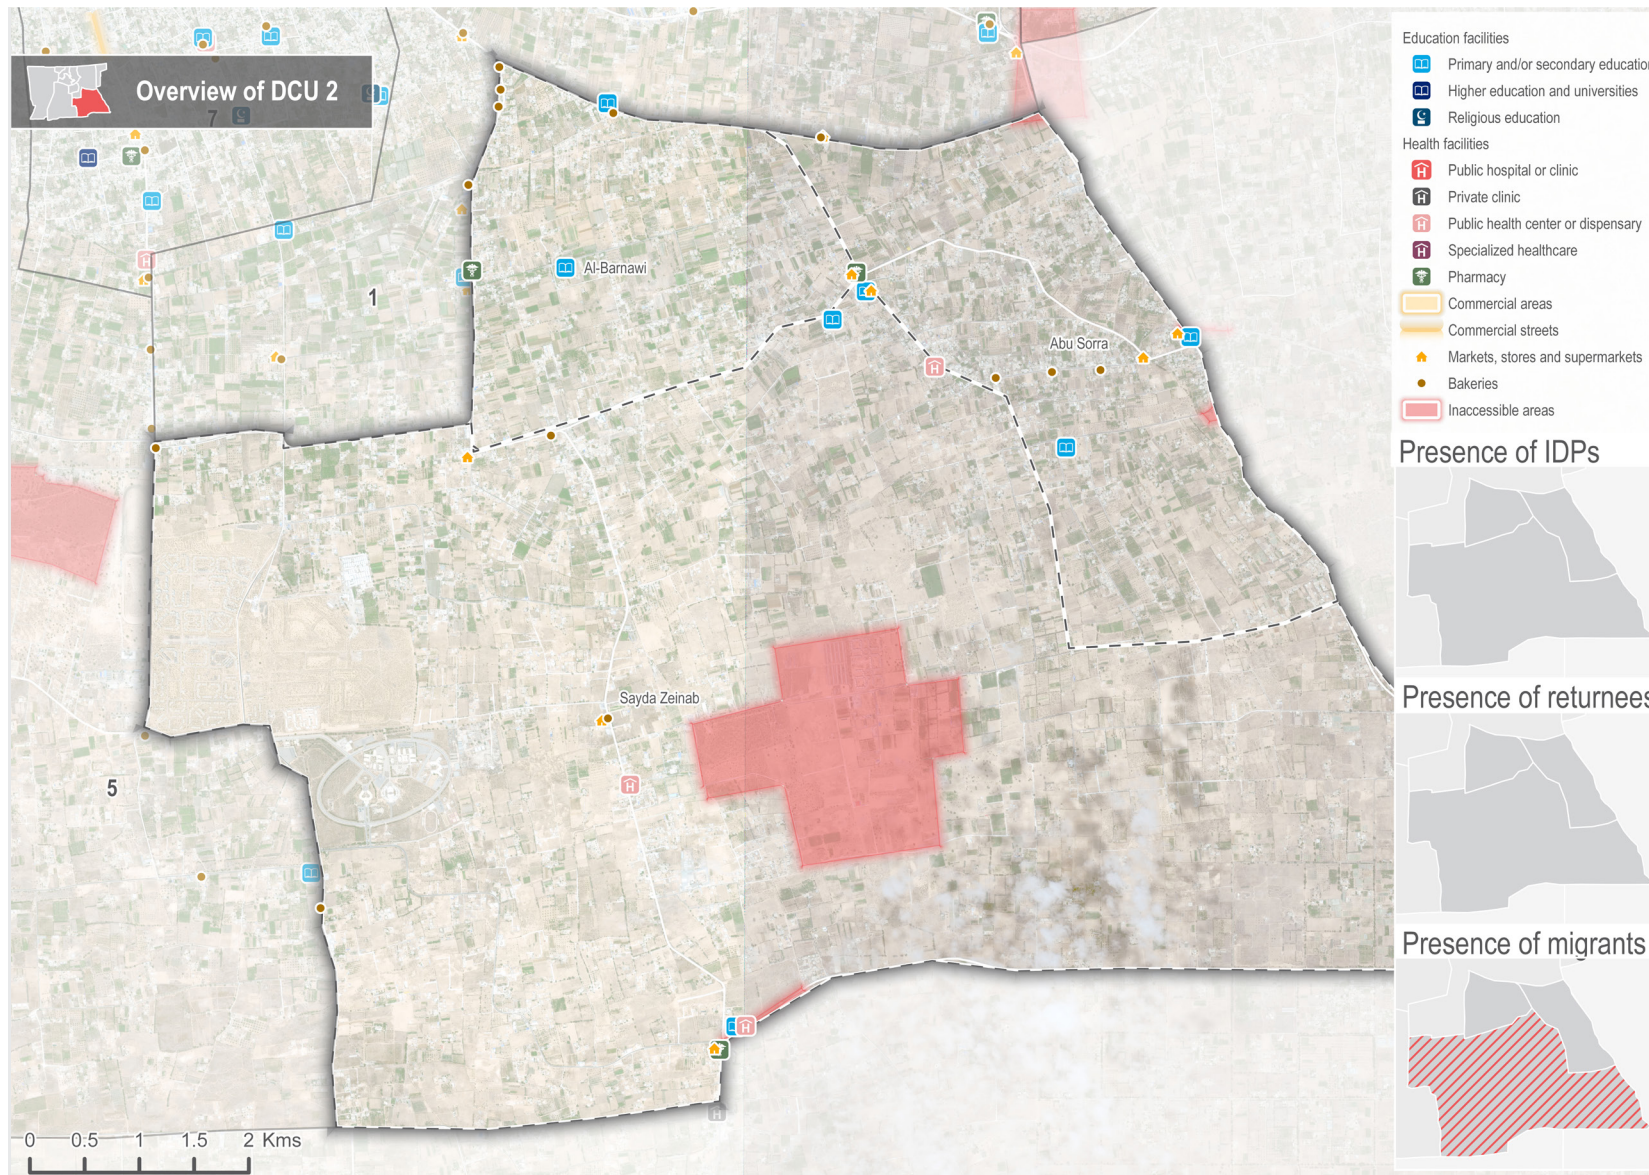 Overview of DCU 2
7
1
5
Al-Barnawi
Abu Sorra
Sayda Zeinab
0 0.5 1 1.5 2 Kms
Education facilities
Primary and/or secondary education
Higher education and universities
Religious education
Health facilities
Public hospital or clinic
Private clinic
Public health center or dispensary
Specialized healthcare
Pharmacy
Commercial areas
Commercial streets
Markets, stores and supermarkets
Bakeries
Inaccessible areas
Presence of IDPs
Presence of returnees
Presence of migrants